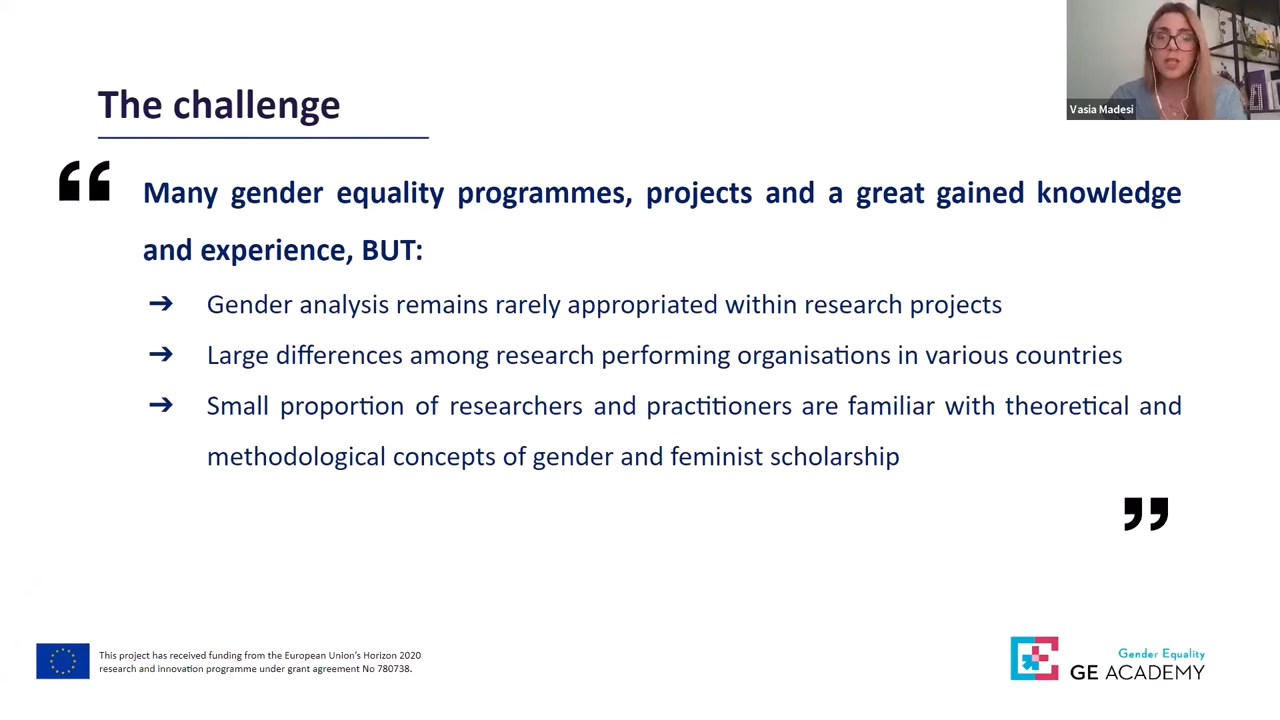 Vasia Madesi
The challenge
“
Many gender equality programmes, projects and a great gained knowledge
and experience, BUT:
➔ Gender analysis remains rarely appropriated within research projects
➔ Large differences among research performing organisations in various countries
➔ Small proportion of researchers and practitioners are familiar with theoretical and
methodological concepts of gender and feminist scholarship
”
This project has received funding from the European Union’s Horizon 2020
research and innovation programme under grant agreement No 780738.
Gender Equality
GE ACADEMY